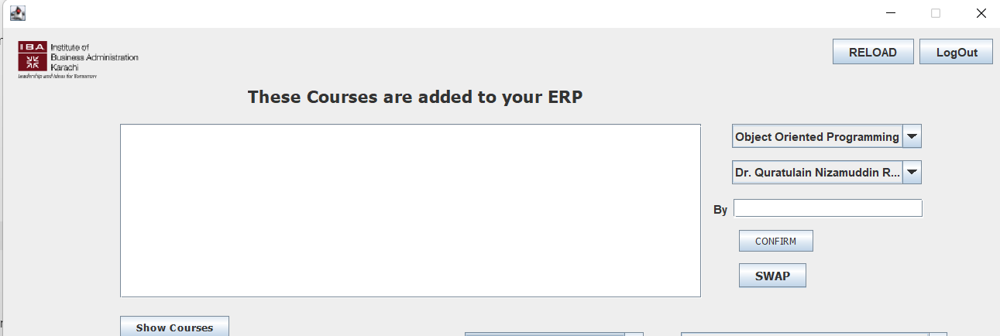 IBA
Institute of
Business Administration
Karachi
Leadership and Ideas for Tomorrow
RELOAD
LogOut
These Courses are added to your ERP
Object Oriented Programming
Dr. Quratulain Nizamuddin R...
By
CONFIRM
SWAP
Show Courses